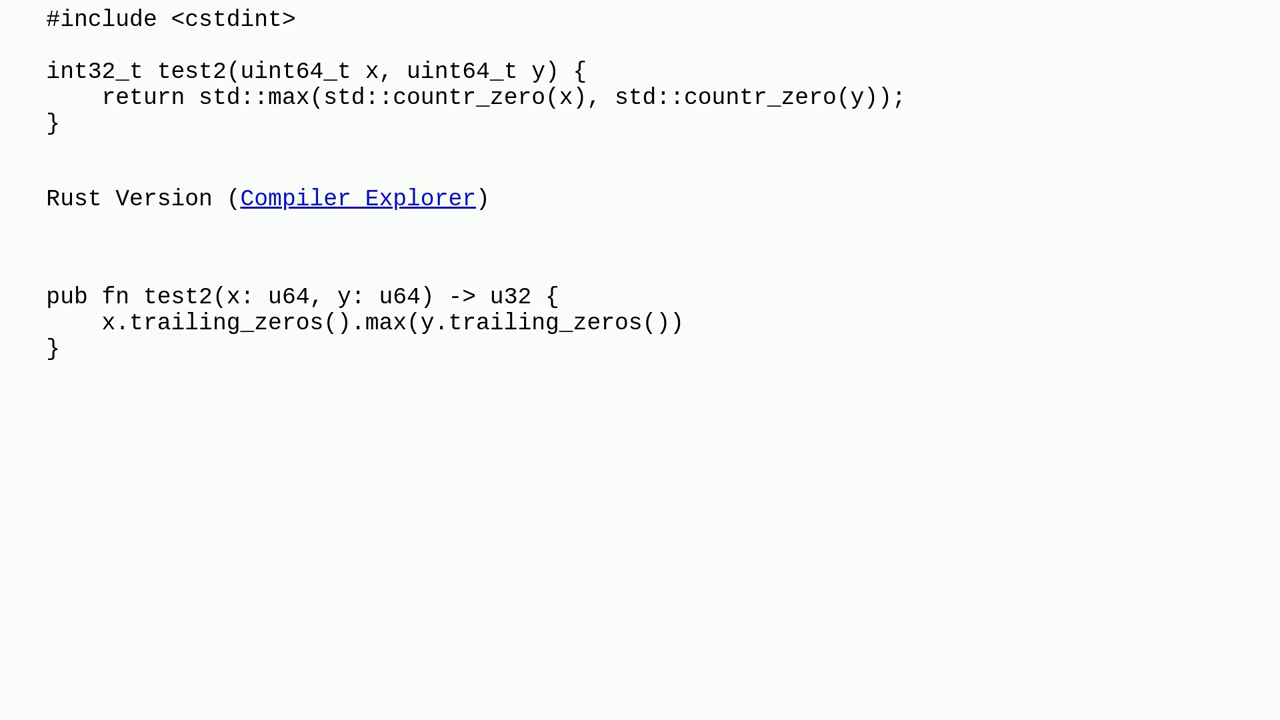 #include <cstdint>
int32_t test2(uint64_t x, uint64_t y) {
    return std::max(std::countr_zero(x), std::countr_zero(y));
}
Rust Version (Compiler Explorer)
pub fn test2(x: u64, y: u64) -> u32 {
    x.trailing_zeros().max(y.trailing_zeros())
}